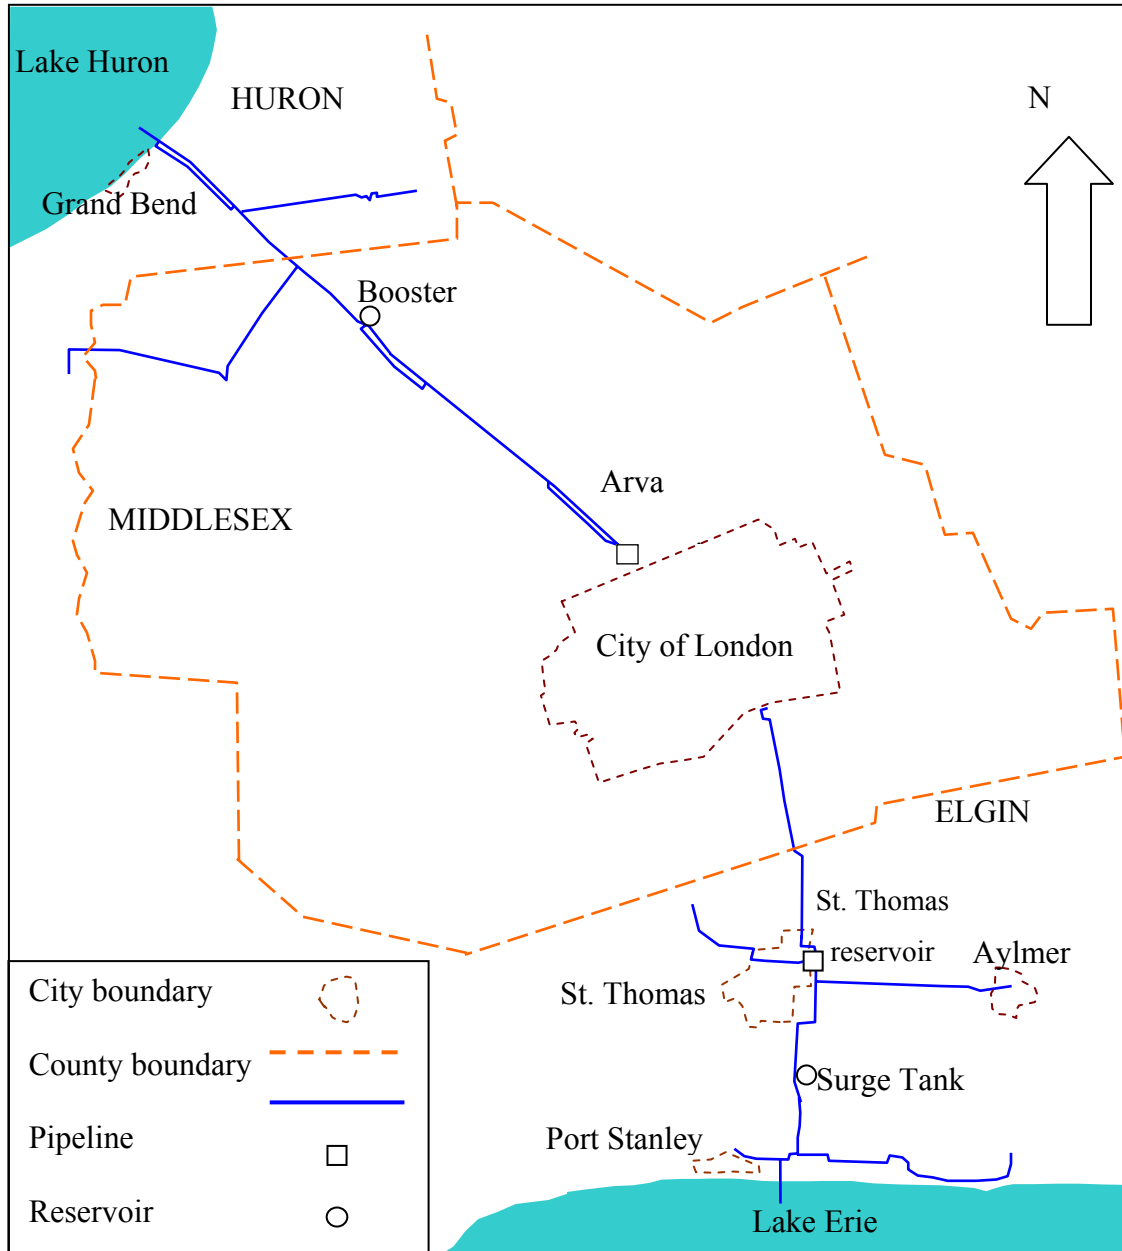 Lake Huron
HURON
N
Grand Bend
Booster
Arva
MIDDLESEX
City of London
ELGIN
St. Thomas
reservoir
Aylmer
St. Thomas
Surge Tank
Port Stanley
Lake Erie
City boundary
County boundary
Pipeline
Reservoir